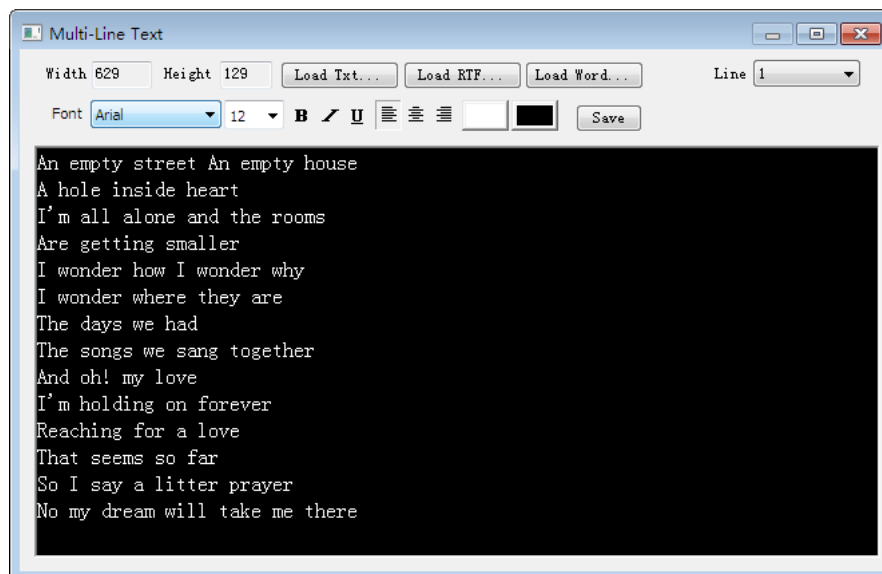 Multi-Line Text
Width 629 Height 129 Load Txt... Load RTF... Load Word... Line 1
Font Arial 12 B I U Save
An empty street An empty house
A hole inside heart
I'm all alone and the rooms
Are getting smaller
I wonder how I wonder why
I wonder where they are
The days we had
The songs we sang together
And oh! my love
I'm holding on forever
Reaching for a love
That seems so far
So I say a litter prayer
No my dream will take me there